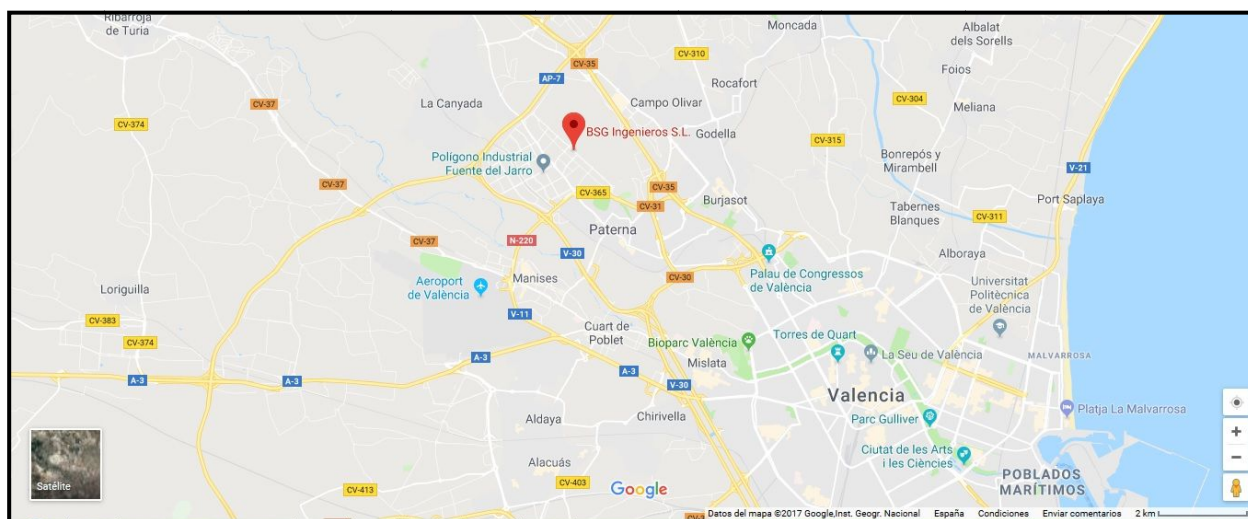 Ribarroja
de Turia
Moncada
Albalat
dels Sorells
CV-310
CV-35
Foios
AP-7
Rocafort
La Canyada
Campo Olivar
CV-304
CV-37
Meliana
CV-374
BSG Ingenieros S.L.
Godella
CV-315
Polígono Industrial
Fuente del Jarro
Bonrepós y
Mirambell
V-21
CV-37
CV-365
CV-35
Burjasot
Port Saplaya
CV-31
Tabernes
Blanques
CV-311
Paterna
CV-37
N-220
V-30
Palau de Congressos
de València
Alboraya
CV-30
Aeroport
de València
Manises
Universitat
Politècnica
de València
Loriguilla
V-11
CV-383
Cuart de
Poblet
Torres de Quart
CV-374
Bioparc València
La Seu de València
MALVARROSA
A-3
Mislata
A-3
A-3
A-3
V-30
Valencia
Platja La Malvarrosa
Aldaya
Chirivella
Parc Gulliver
Ciutat de les Arts
i les Ciències
Alacuás
POBLADOS
MARÍTIMOS
Satélite
CV-413
CV-403
Google
Datos del mapa ©2017 Google,Inst. Geogr. Nacional España Condiciones Enviar comentarios 2 km